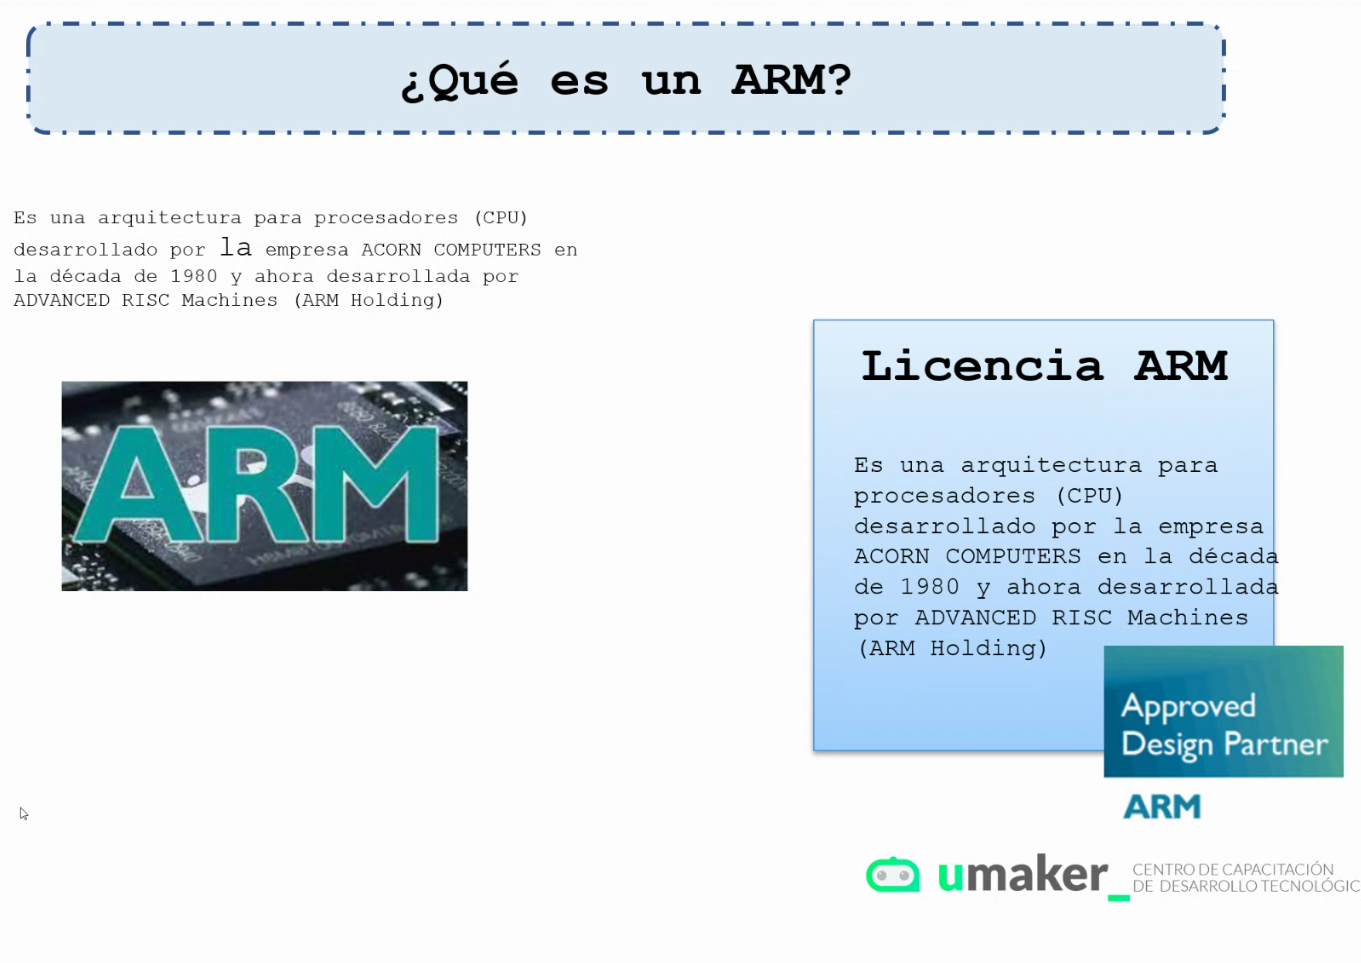 ¿Qué es un ARM?
Es una arquitectura para procesadores (CPU)
desarrollado por la empresa ACORN COMPUTERS en
la década de 1980 y ahora desarrollada por
ADVANCED RISC Machines (ARM Holding)
ARM
Licencia ARM
Es una arquitectura para
procesadores (CPU)
desarrollado por la empresa
ACORN COMPUTERS en la década
de 1980 y ahora desarrollada
por ADVANCED RISC Machines
(ARM Holding)
Approved
Design Partner
ARM
umaker_
CENTRO DE CAPACITACIÓN
DE DESARROLLO TECNOLÓGIC